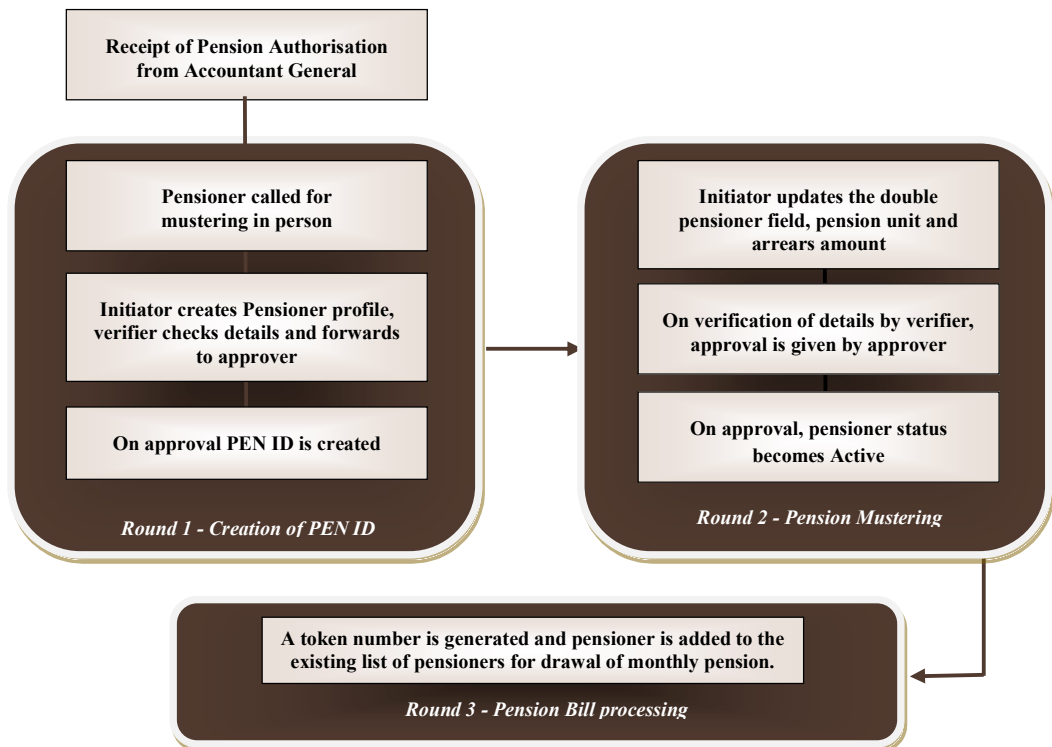 Receipt of Pension Authorisation
from Accountant General
Pensioner called for
mustering in person
Initiator creates Pensioner profile,
verifier checks details and forwards
to approver
On approval PEN ID is created
Round 1 - Creation of PEN ID
Initiator updates the double
pensioner field, pension unit and
arrears amount
On verification of details by verifier,
approval is given by approver
On approval, pensioner status
becomes Active
Round 2 - Pension Mustering
A token number is generated and pensioner is added to the
existing list of pensioners for drawal of monthly pension.
Round 3 - Pension Bill processing